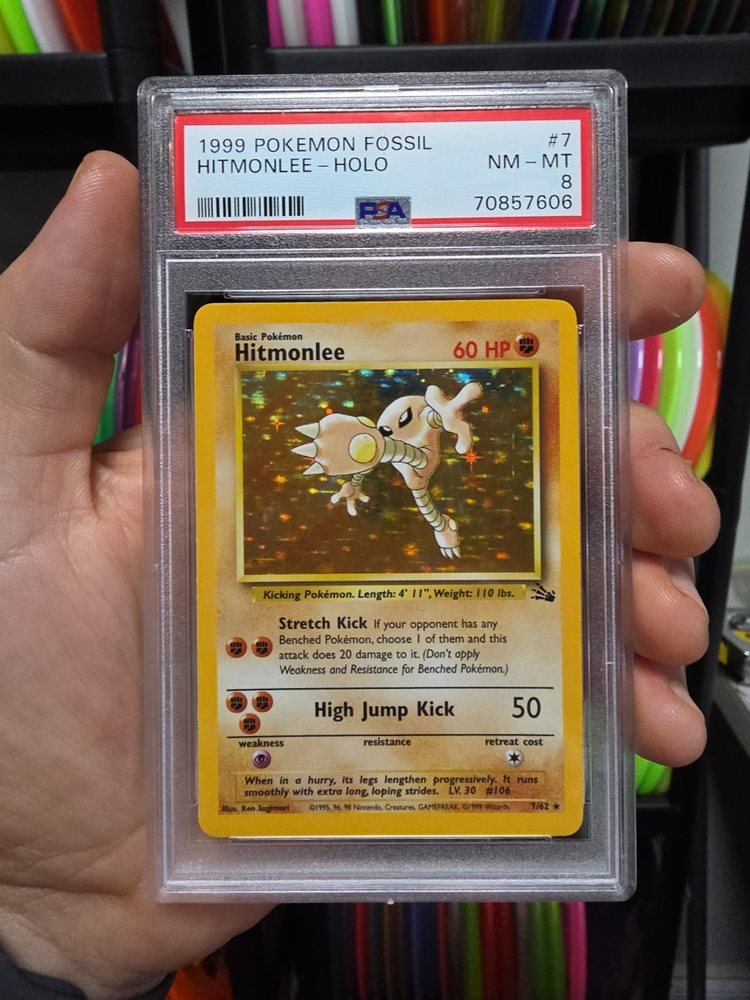 1999 POKEMON FOSSIL #7
HITMONLEE - HOLO NM - MT
8
PSA 70857606
Basic Pokémon
Hitmonlee 60 HP
Kicking Pokémon. Length: 4' 11", Weight: 110 lbs.
Stretch Kick If your opponent has any
Benched Pokémon, choose 1 of them and this
attack does 20 damage to it. (Don't apply
Weakness and Resistance for Benched Pokémon.)
High Jump Kick 50
weakness resistance retreat cost
When in a hurry, its legs lengthen progressively. It runs
smoothly with extra long, loping strides. LV. 30 #106
Illus. Ken Sugimori ©1995, 96, 98 Nintendo, Creatures, GAMEFREAK. ©1999 Wizards. 7/62 ★